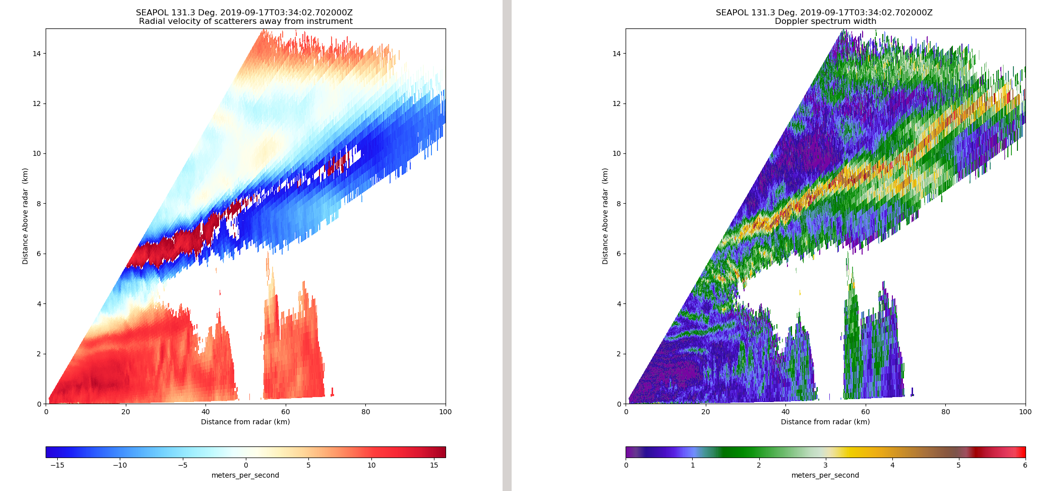 SEAPOL 131.3 Deg. 2019-09-17T03:34:02.702000Z
Radial velocity of scatterers away from instrument
Distance Above radar (km)
14
12
10
8
6
4
2
0
0 20 40 60 80 100
Distance from radar (km)
−15 −10 −5 0 5 10 15
meters_per_second
SEAPOL 131.3 Deg. 2019-09-17T03:34:02.702000Z
Doppler spectrum width
Distance Above radar (km)
14
12
10
8
6
4
2
0
0 20 40 60 80 100
Distance from radar (km)
0 1 2 3 4 5 6
meters_per_second